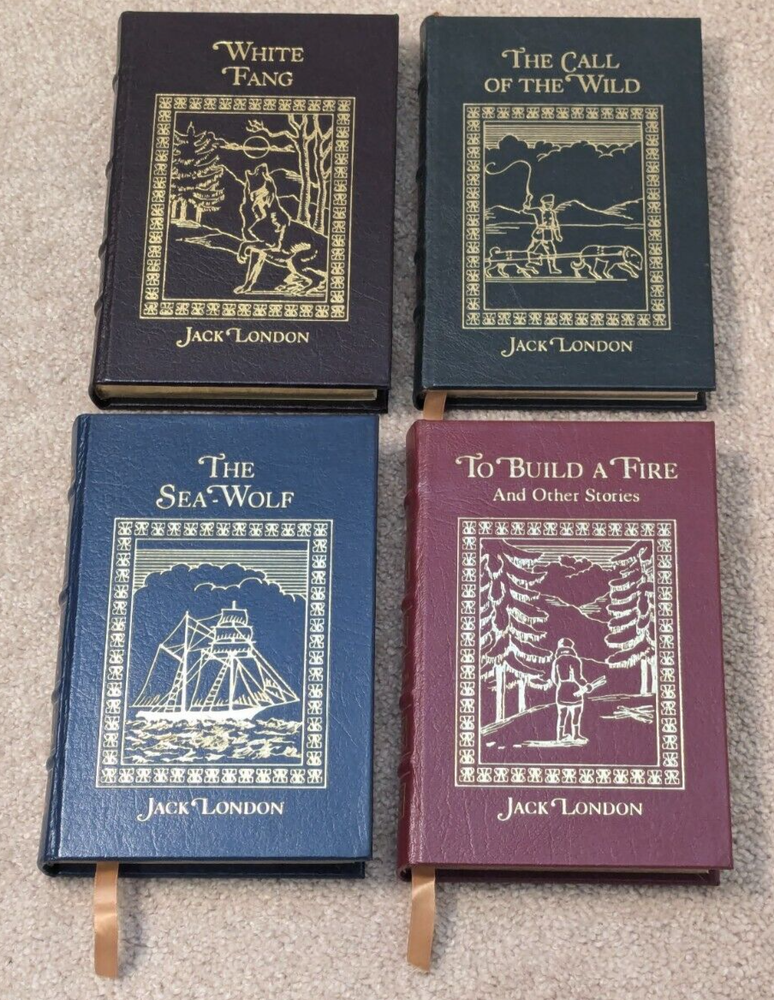 White
Fang
Jack London
The Call
of the Wild
Jack London
The
Sea-Wolf
Jack London
To Build a Fire
And Other Stories
Jack London